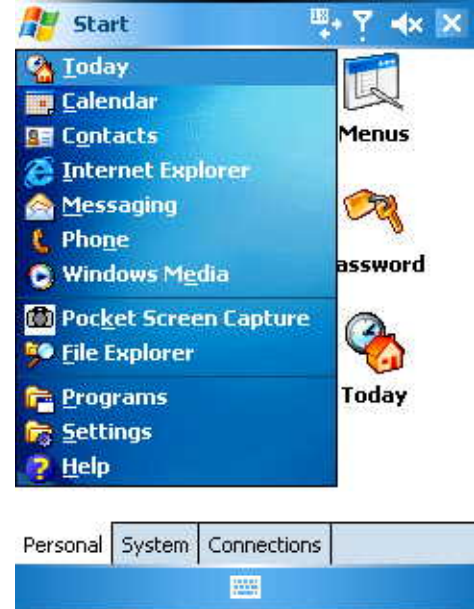 Start
1X
Today
Calendar
Contacts
Internet Explorer
Messaging
Phone
Windows Media
Pocket Screen Capture
File Explorer
Programs
Settings
Help
Menus
assword
Today
Personal System Connections